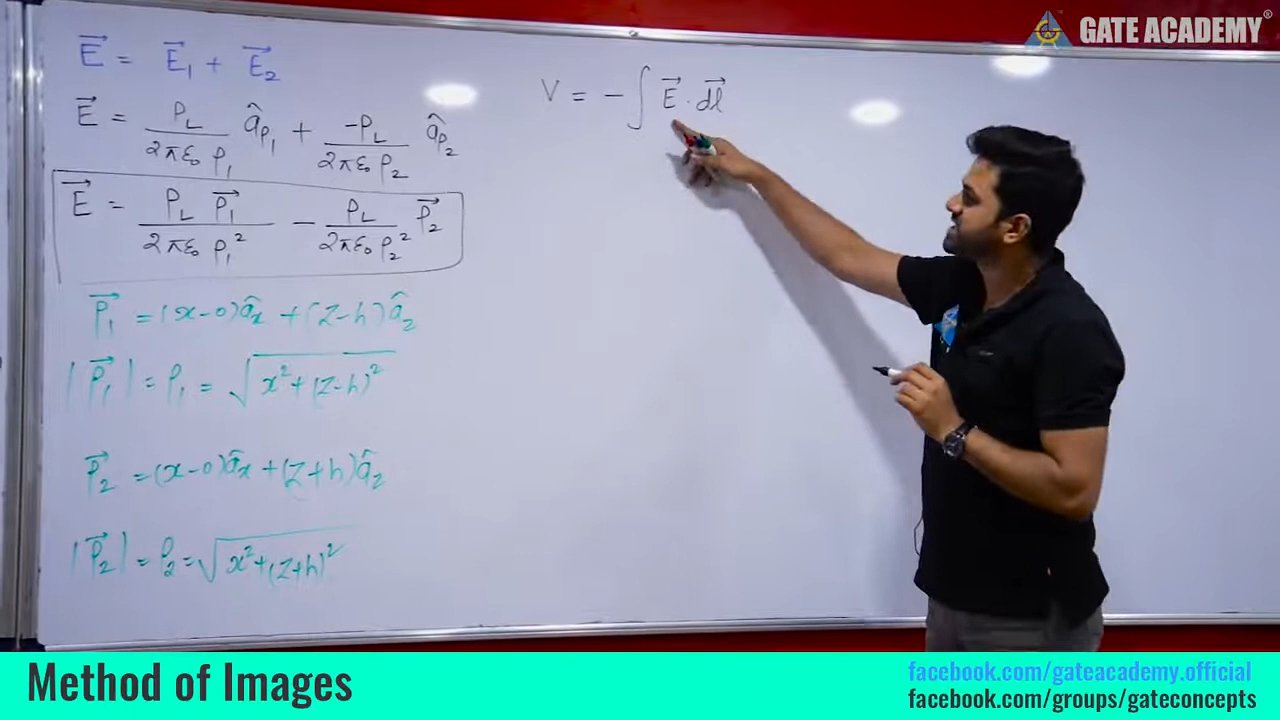 GATE ACADEMY®
E⃗ = E⃗₁ + E⃗₂
E⃗ = ρL/(2πε₀ ρ₁) âρ₁ + -ρL/(2πε₀ ρ₂) âρ₂
E⃗ = ρL ρ⃗₁/(2πε₀ ρ₁²) - ρL/(2πε₀ ρ₂²) ρ⃗₂
ρ⃗₁ = (x-0)âx + (z-h)âz
|ρ⃗₁| = ρ₁ = √(x²+(z-h)²)
ρ⃗₂ = (x-0)âx + (z+h)âz
|ρ⃗₂| = ρ₂ = √(x²+(z+h)²)
V = - ∫ E⃗ · dl⃗
Method of Images
facebook.com/gateacademy.official
facebook.com/groups/gateconcepts